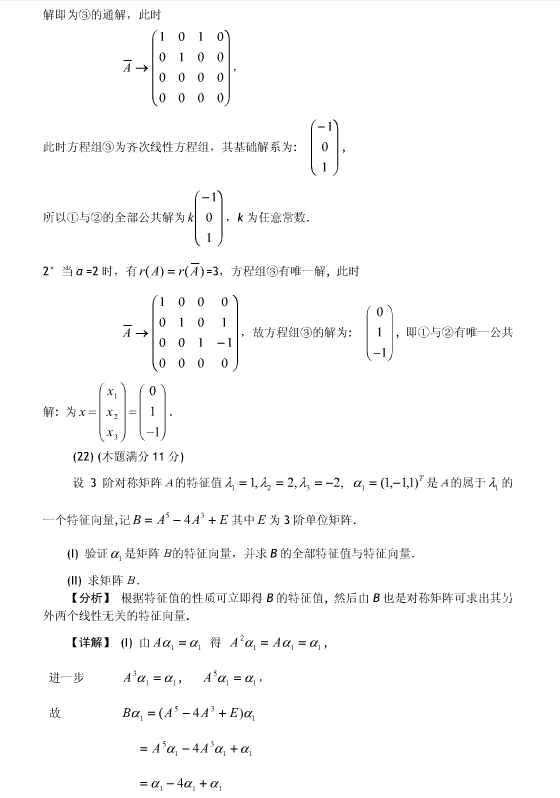 解即为③的通解，此时
A̅ → (1 0 1 0
0 1 0 0
0 0 0 0
0 0 0 0),
此时方程组③为齐次线性方程组，其基础解系为：(−1 0 1)，
所以①与②的全部公共解为k(−1 0 1)，k 为任意常数．
2° 当 a =2 时，有 r(A) = r(A̅) =3，方程组③有唯一解，此时
A̅ → (1 0 0 0
0 1 0 1
0 0 1 −1
0 0 0 0)，故方程组③的解为：(0 1 −1)，即①与②有唯一公共
解：为 x = (x₁ x₂ x₃) = (0 1 −1)．
(22) (本题满分 11 分)
设 3 阶对称矩阵 A 的特征值 λ₁ = 1, λ₂ = 2, λ₃ = −2, α₁ = (1,−1,1)ᵀ 是 A 的属于 λ₁ 的
一个特征向量,记 B = A⁵ − 4A³ + E 其中 E 为 3 阶单位矩阵．
(I) 验证 α₁ 是矩阵 B 的特征向量，并求 B 的全部特征值与特征向量．
(II) 求矩阵 B．
【分析】 根据特征值的性质可立即得 B 的特征值，然后由 B 也是对称矩阵可求出其另
外两个线性无关的特征向量．
【详解】 (I) 由 Aα₁ = α₁ 得 A²α₁ = Aα₁ = α₁，
进一步 A³α₁ = α₁， A⁵α₁ = α₁，
故 Bα₁ = (A⁵ − 4A³ + E)α₁
= A⁵α₁ − 4A³α₁ + α₁
= α₁ − 4α₁ + α₁